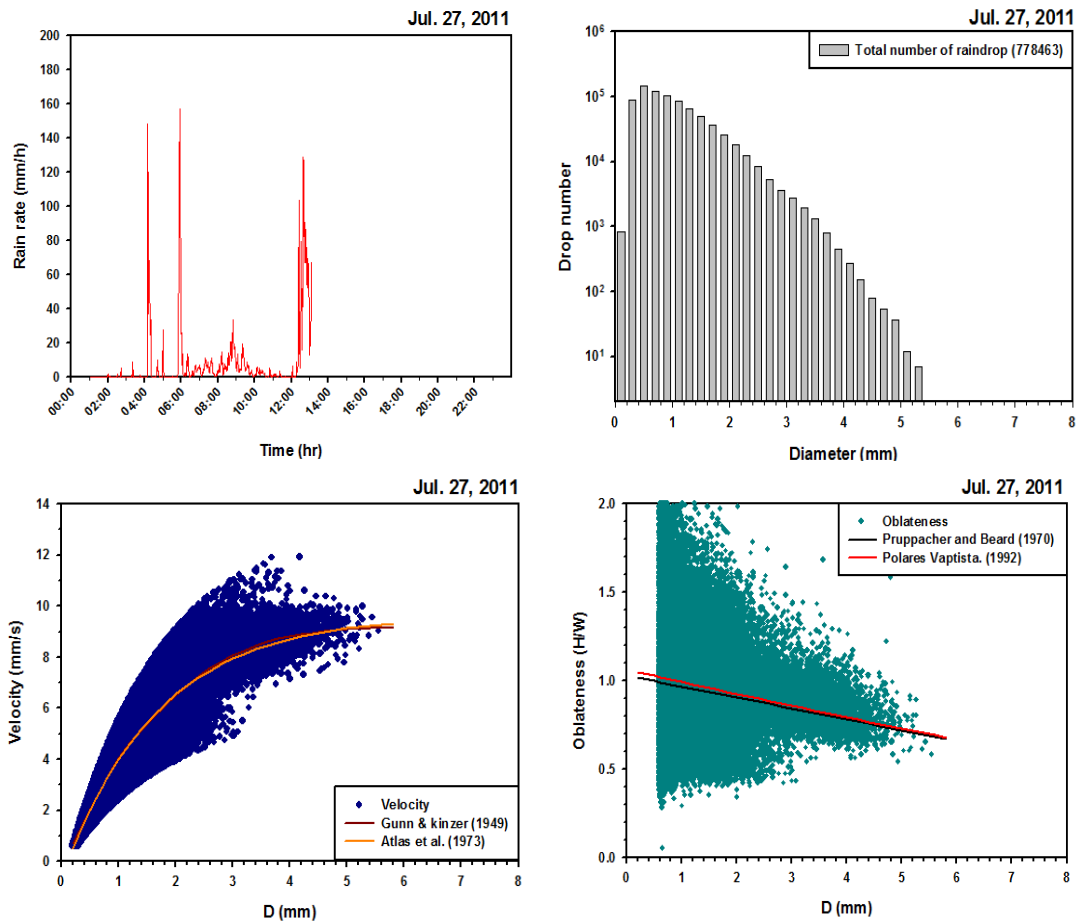 Jul. 27, 2011
200
180
160
140
120
100
80
60
40
20
0
Rain rate (mm/h)
00:00
02:00
04:00
06:00
08:00
10:00
12:00
14:00
16:00
18:00
20:00
22:00
Time (hr)
Jul. 27, 2011
Total number of raindrop (778463)
10⁶
10⁵
10⁴
10³
10²
10¹
Drop number
0 1 2 3 4 5 6 7 8
Diameter (mm)
Jul. 27, 2011
14
12
10
8
6
4
2
0
Velocity (mm/s)
Velocity
Gunn & kinzer (1949)
Atlas et al. (1973)
0 1 2 3 4 5 6 7 8
D (mm)
Jul. 27, 2011
2.0
1.5
1.0
0.5
0.0
Oblateness (H/W)
Oblateness
Pruppacher and Beard (1970)
Polares Vaptista. (1992)
0 1 2 3 4 5 6 7 8
D (mm)